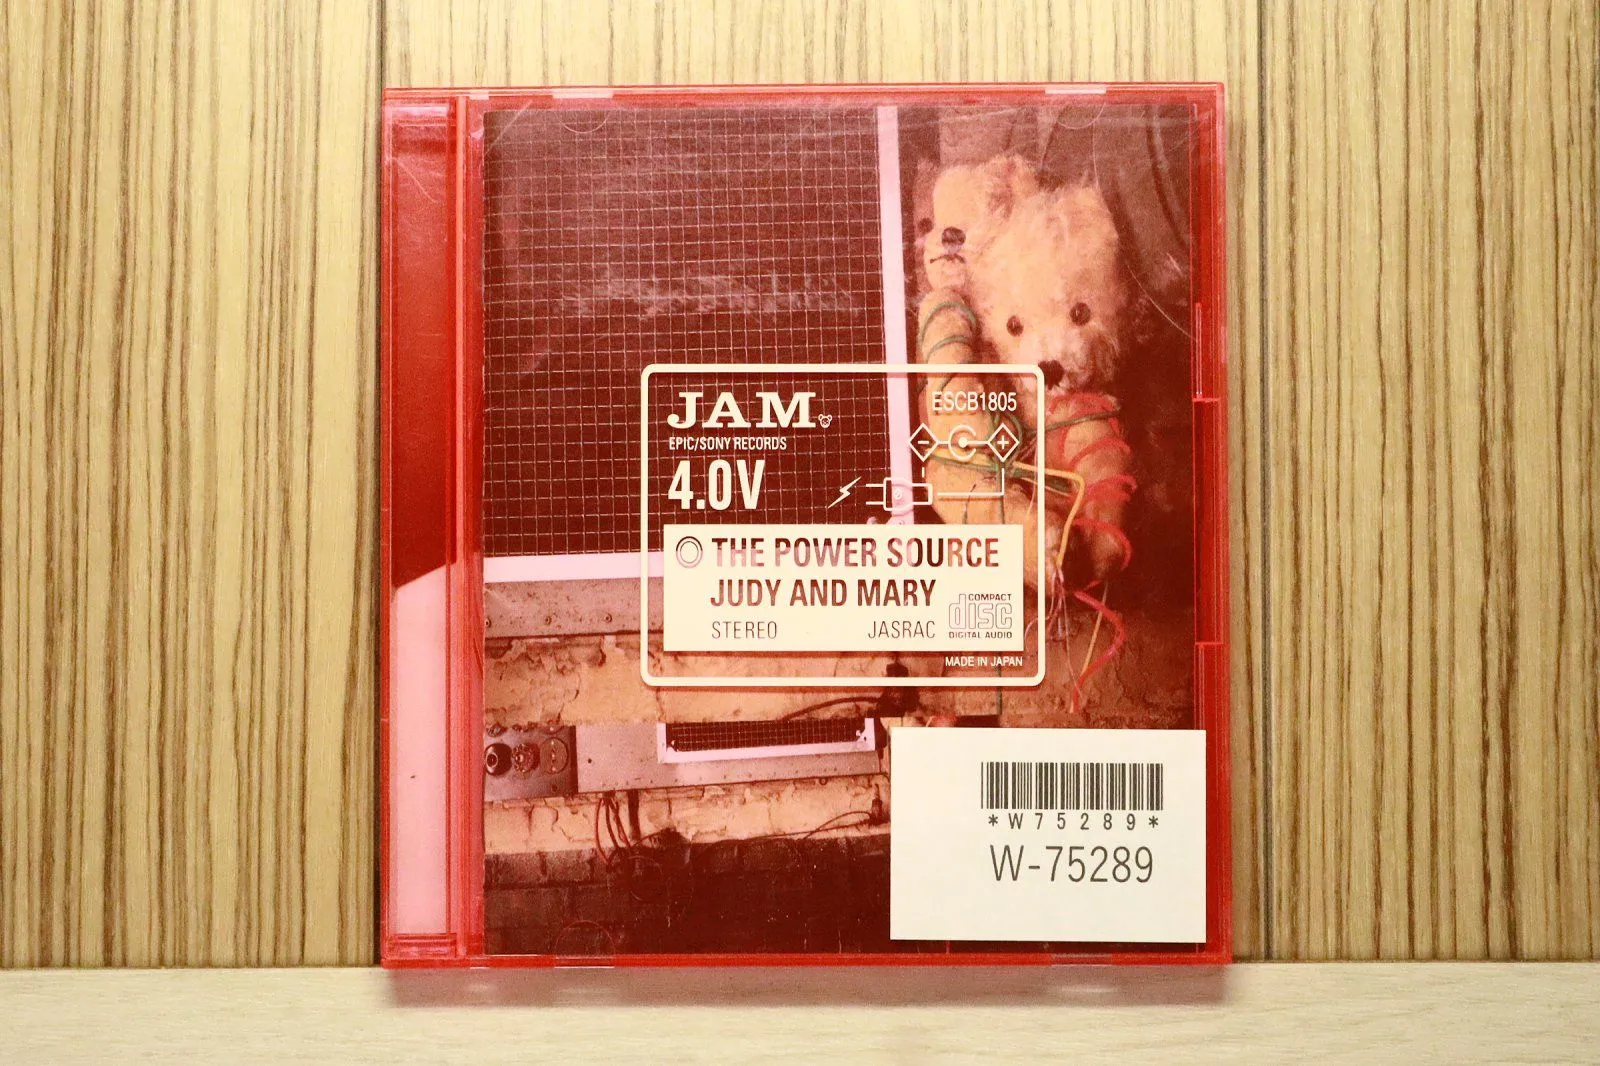 JAM
ESCB1805
EPIC/SONY RECORDS
4.0V
- +
THE POWER SOURCE
JUDY AND MARY
STEREO JASRAC
COMPACT
disc
DIGITAL AUDIO
MADE IN JAPAN
*W75289*
W-75289